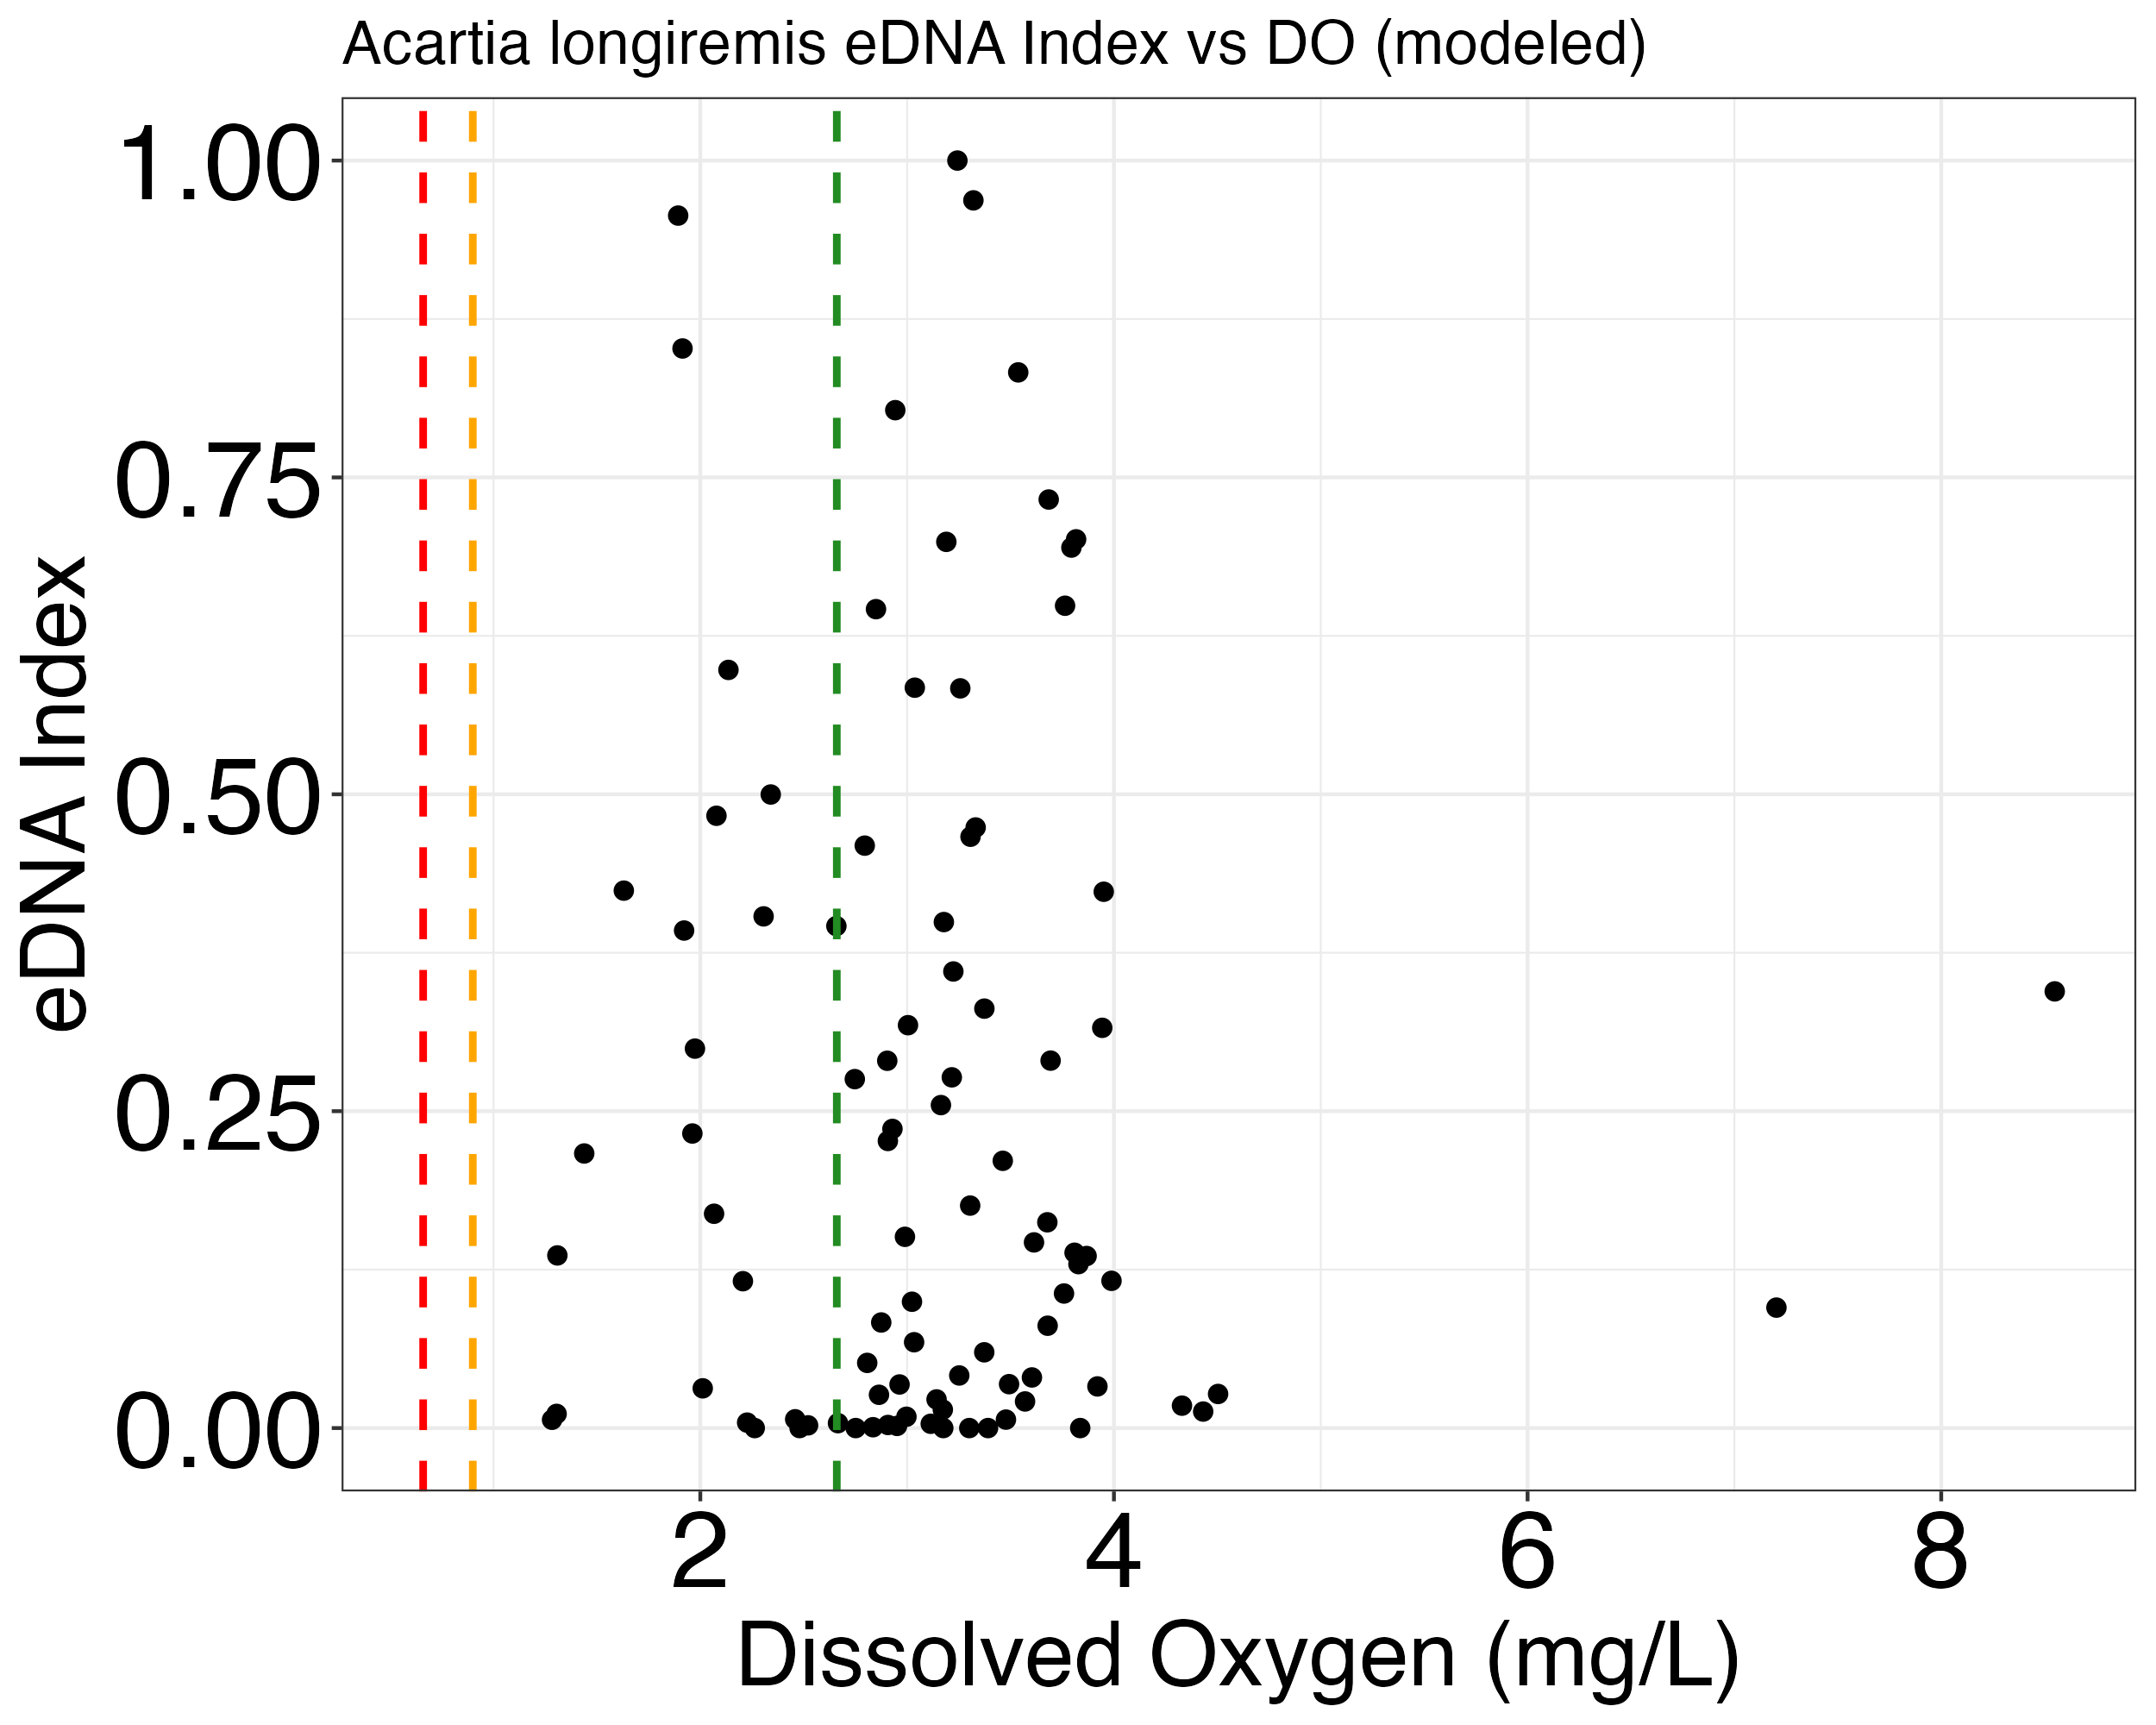 Acartia longiremis eDNA Index vs DO (modeled)
1.00
0.75
0.50
0.25
0.00
eDNA Index
2 4 6 8
Dissolved Oxygen (mg/L)